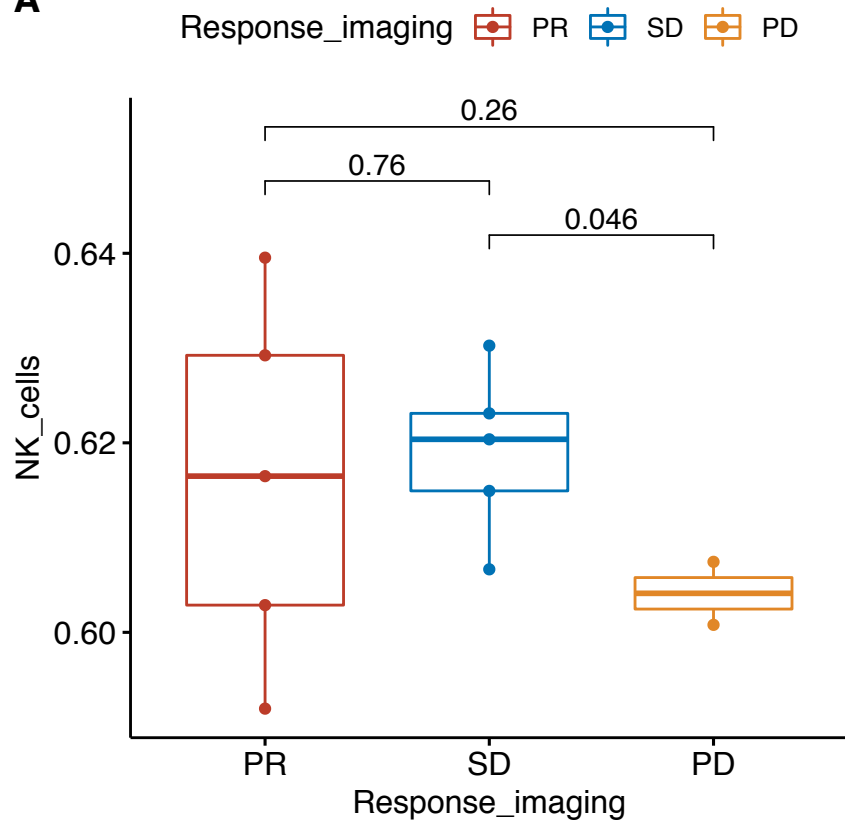 A
Response_imaging PR SD PD
0.26
0.76
0.046
0.64
0.62
0.60
NK_cells
PR SD PD
Response_imaging